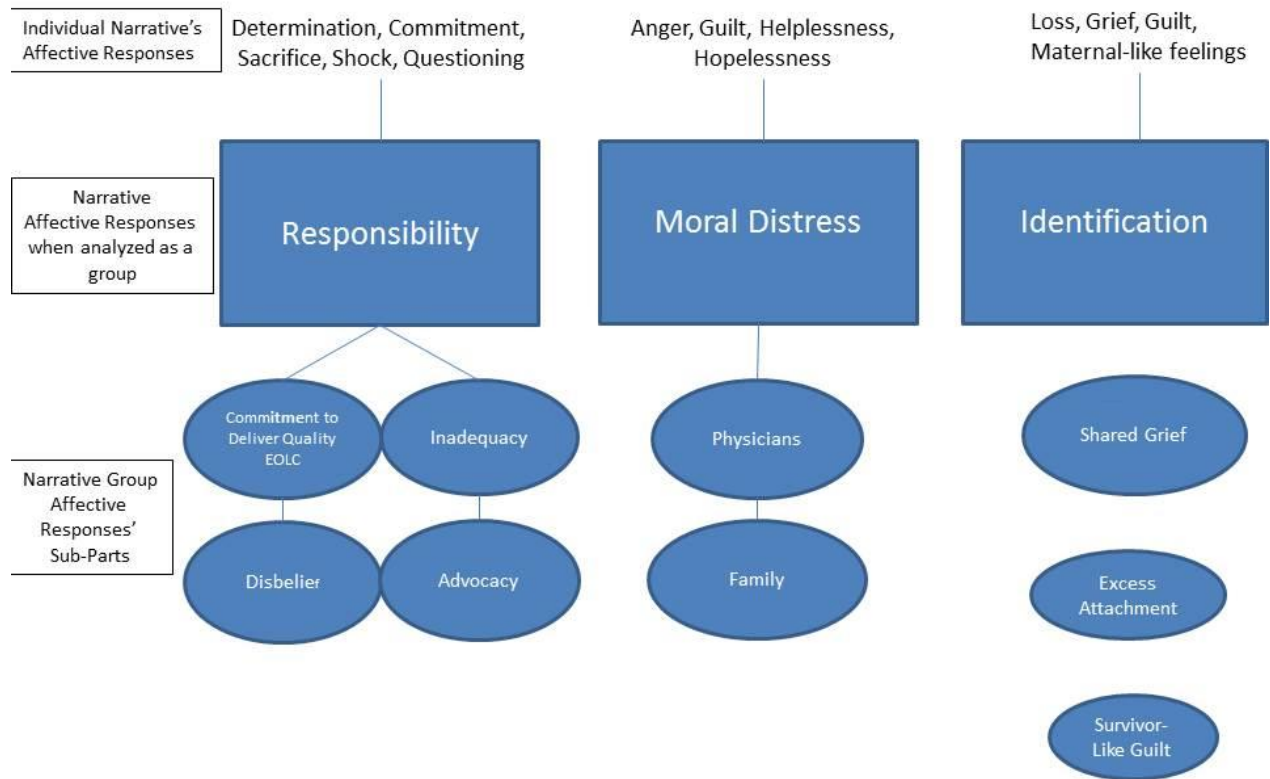 Individual Narrative's
Affective Responses
Determination, Commitment,
Sacrifice, Shock, Questioning
Anger, Guilt, Helplessness,
Hopelessness
Loss, Grief, Guilt,
Maternal-like feelings
Narrative
Affective Responses
when analyzed as a
group
Responsibility
Moral Distress
Identification
Narrative Group
Affective
Responses'
Sub-Parts
Commitment to
Deliver Quality
EOLC
Inadequacy
Physicians
Shared Grief
Disbelier
Advocacy
Family
Excess
Attachment
Survivor-
Like Guilt